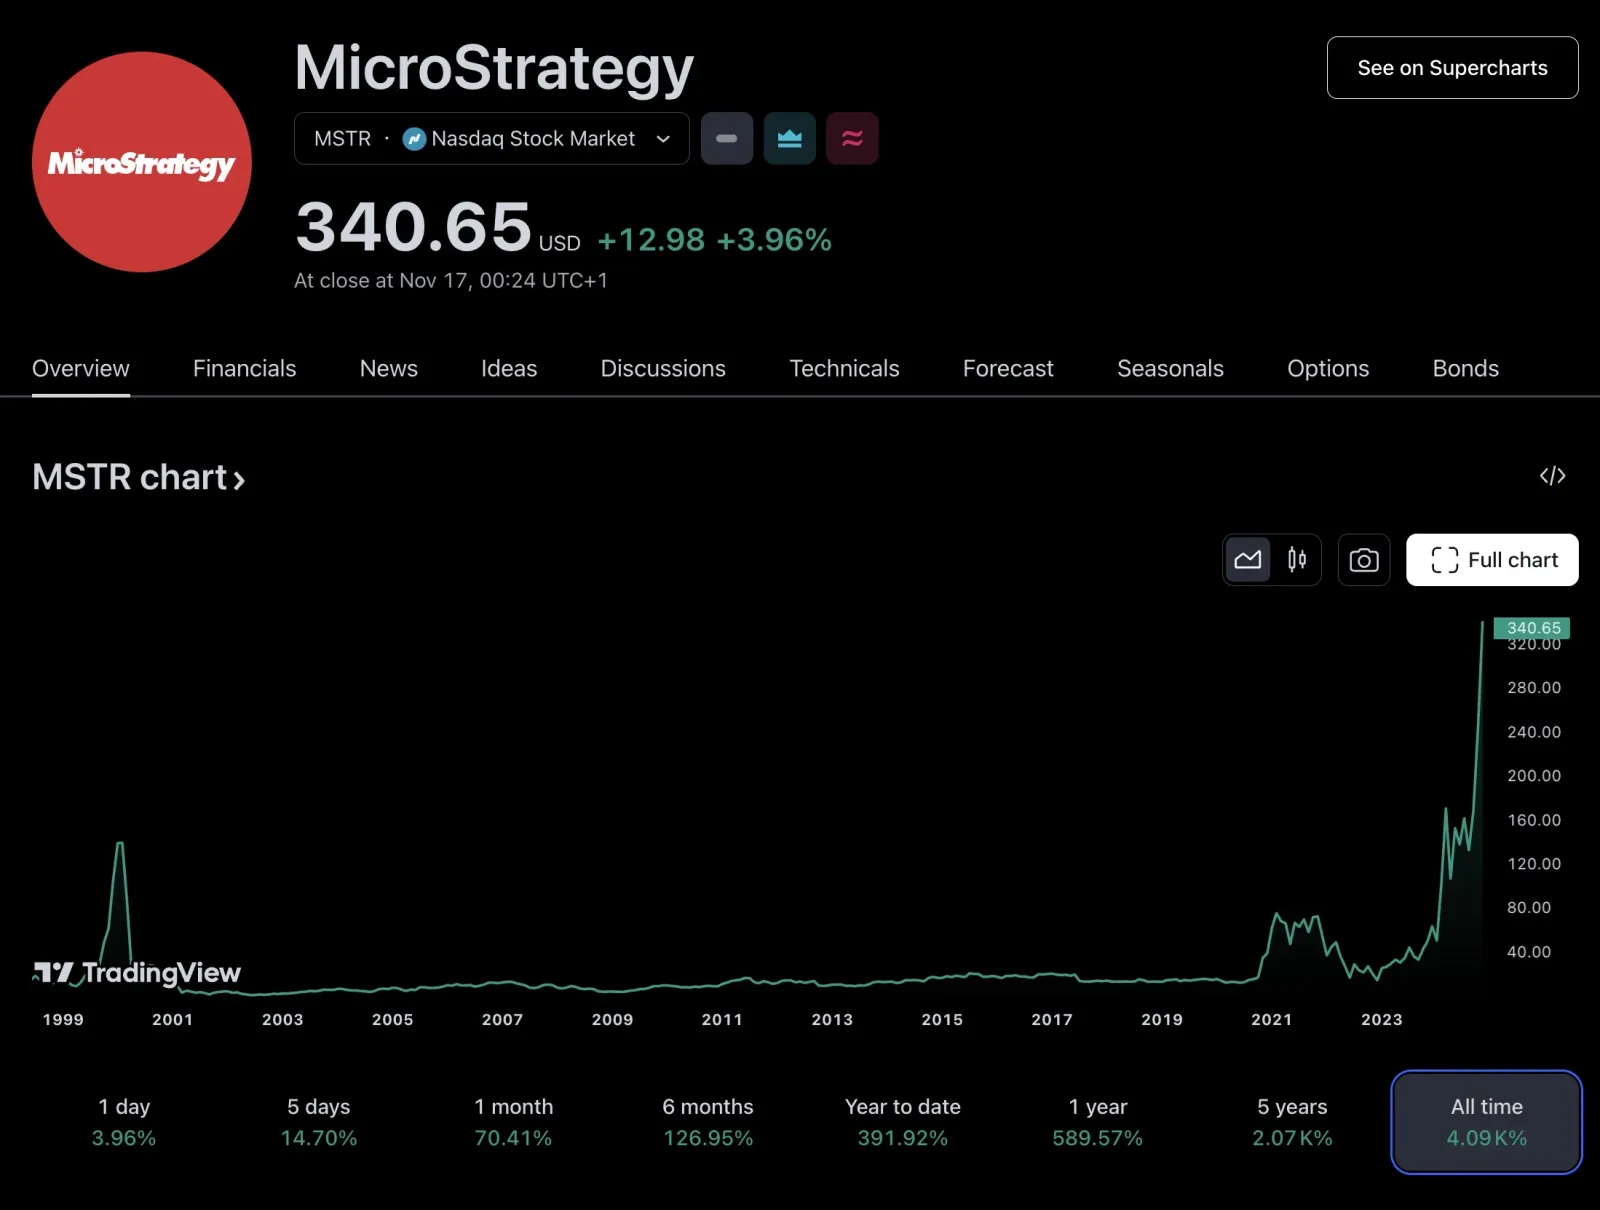 MicroStrategy
See on Supercharts
MicroStrategy
MSTR · Nasdaq Stock Market
340.65 USD +12.98 +3.96%
At close at Nov 17, 00:24 UTC+1
Overview Financials News Ideas Discussions Technicals Forecast Seasonals Options Bonds
MSTR chart
Full chart
340.65
320.00
280.00
240.00
200.00
160.00
120.00
80.00
40.00
TradingView
1999 2001 2003 2005 2007 2009 2011 2013 2015 2017 2019 2021 2023
1 day 5 days 1 month 6 months Year to date 1 year 5 years All time
3.96% 14.70% 70.41% 126.95% 391.92% 589.57% 2.07K% 4.09K%